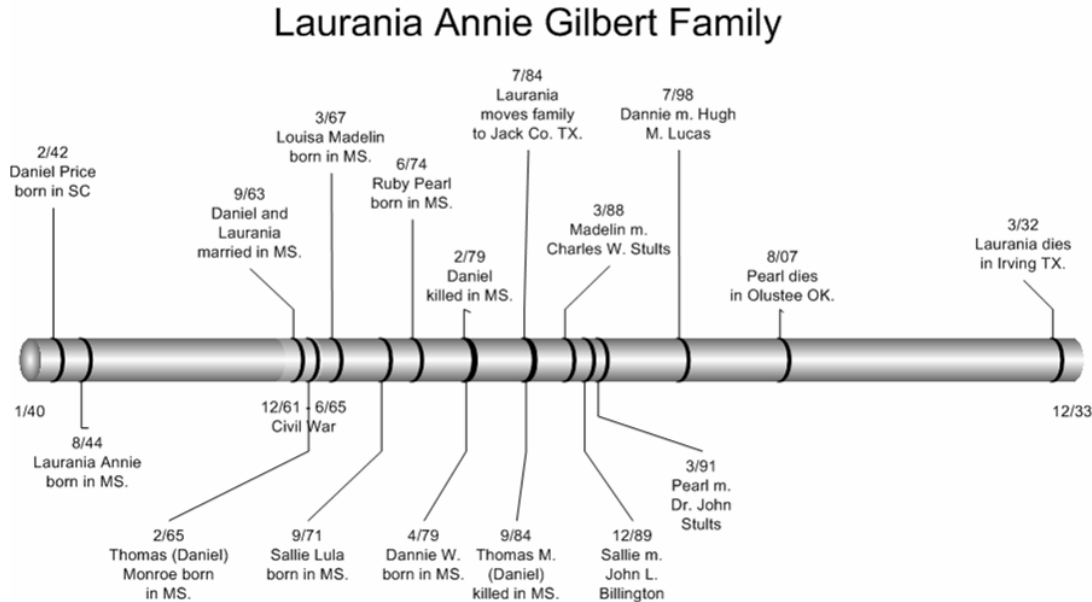 Laurania Annie Gilbert Family
2/42
Daniel Price
born in SC
9/63
Daniel and
Laurania
married in MS.
3/67
Louisa Madelin
born in MS.
6/74
Ruby Pearl
born in MS.
2/79
Daniel
killed in MS.
7/84
Laurania
moves family
to Jack Co. TX.
3/88
Madelin m.
Charles W. Stults
7/98
Dannie m. Hugh
M. Lucas
8/07
Pearl dies
in Olustee OK.
3/32
Laurania dies
in Irving TX.
1/40
12/61 - 6/65
Civil War
12/33
8/44
Laurania Annie
born in MS.
2/65
Thomas (Daniel)
Monroe born
in MS.
9/71
Sallie Lula
born in MS.
4/79
Dannie W.
born in MS.
9/84
Thomas M.
(Daniel)
killed in MS.
12/89
Sallie m.
John L.
Billington
3/91
Pearl m.
Dr. John
Stults